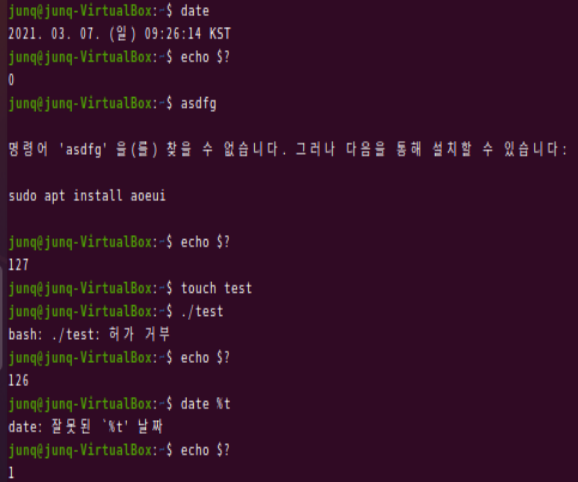 junq@junq-VirtualBox:~$ date
2021. 03. 07. (일) 09:26:14 KST
junq@junq-VirtualBox:~$ echo $?
0
junq@junq-VirtualBox:~$ asdfg
명령어 'asdfg' 을(를) 찾을 수 없습니다. 그러나 다음을 통해 설치할 수 있습니다:
sudo apt install aoeui
junq@junq-VirtualBox:~$ echo $?
127
junq@junq-VirtualBox:~$ touch test
junq@junq-VirtualBox:~$ ./test
bash: ./test: 허가 거부
junq@junq-VirtualBox:~$ echo $?
126
junq@junq-VirtualBox:~$ date %t
date: 잘못된 `%t' 날짜
junq@junq-VirtualBox:~$ echo $?
1